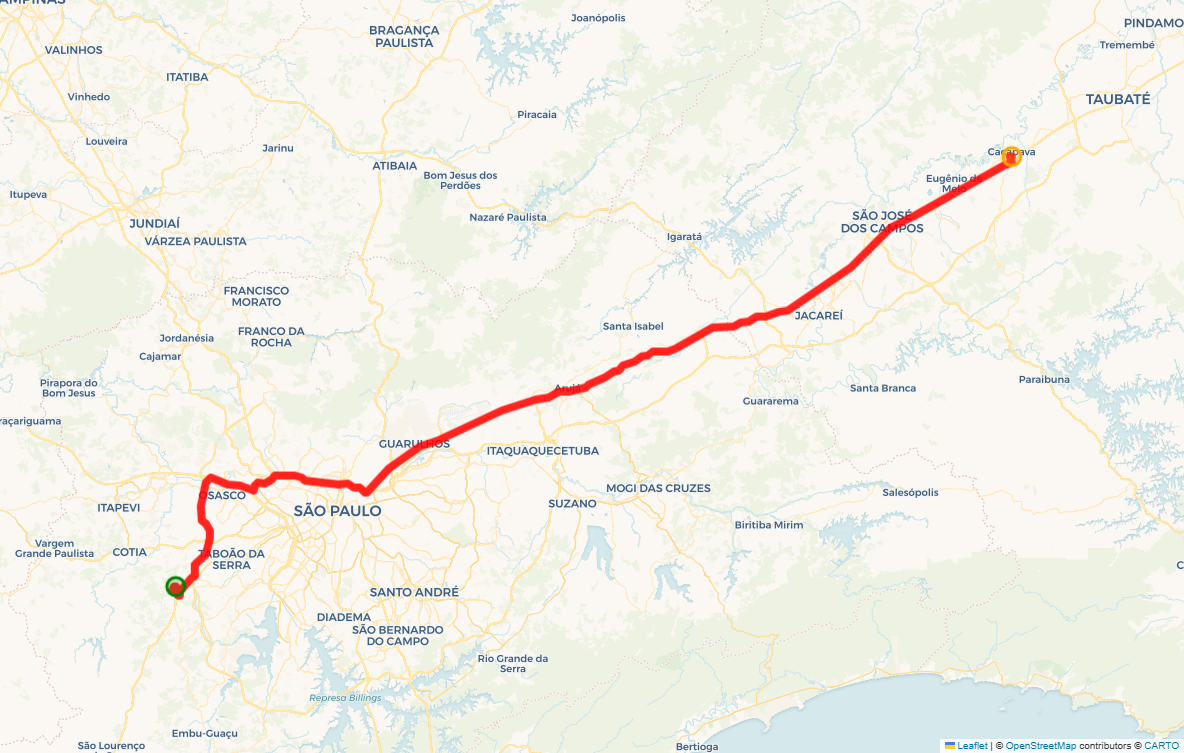 Joanópolis
BRAGANÇA
PAULISTA
PINDAMO
Tremembé
VALINHOS
ITATIBA
Vinhedo
TAUBATÉ
Piracaia
Louveira
Jarinu
Caçapava
ATIBAIA
Bom Jesus dos
Perdões
Eugênio de
Melo
Itupeva
JUNDIAÍ
Nazaré Paulista
SÃO JOSÉ
DOS CAMPOS
VÁRZEA PAULISTA
Igaratá
FRANCISCO
MORATO
JACAREÍ
Santa Isabel
FRANCO DA
ROCHA
Jordanésia
Cajamar
Pirapora do
Bom Jesus
Arujá
Paraibuna
Santa Branca
Guararema
raçariguama
GUARULHOS
ITAQUAQUECETUBA
MOGI DAS CRUZES
OSASCO
Salesópolis
ITAPEVI
SÃO PAULO
SUZANO
Biritiba Mirim
Vargem
Grande Paulista
COTIA
TABOÃO DA
SERRA
SANTO ANDRÉ
DIADEMA
SÃO BERNARDO
DO CAMPO
Rio Grande da
Serra
Represa Billings
Embu-Guaçu
São Lourenço
Bertioga
Leaflet | © OpenStreetMap contributors © CARTO